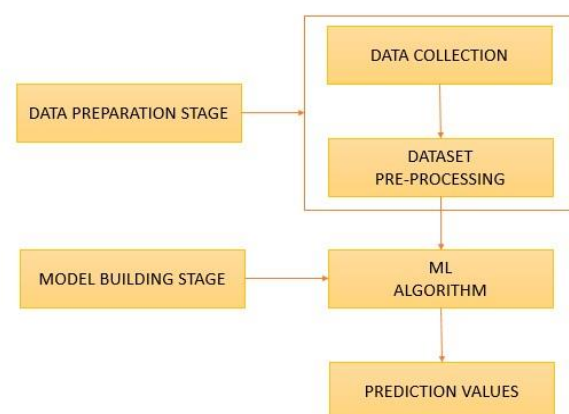 DATA COLLECTION
DATA PREPARATION STAGE
DATASET
PRE-PROCESSING
MODEL BUILDING STAGE
ML
ALGORITHM
PREDICTION VALUES